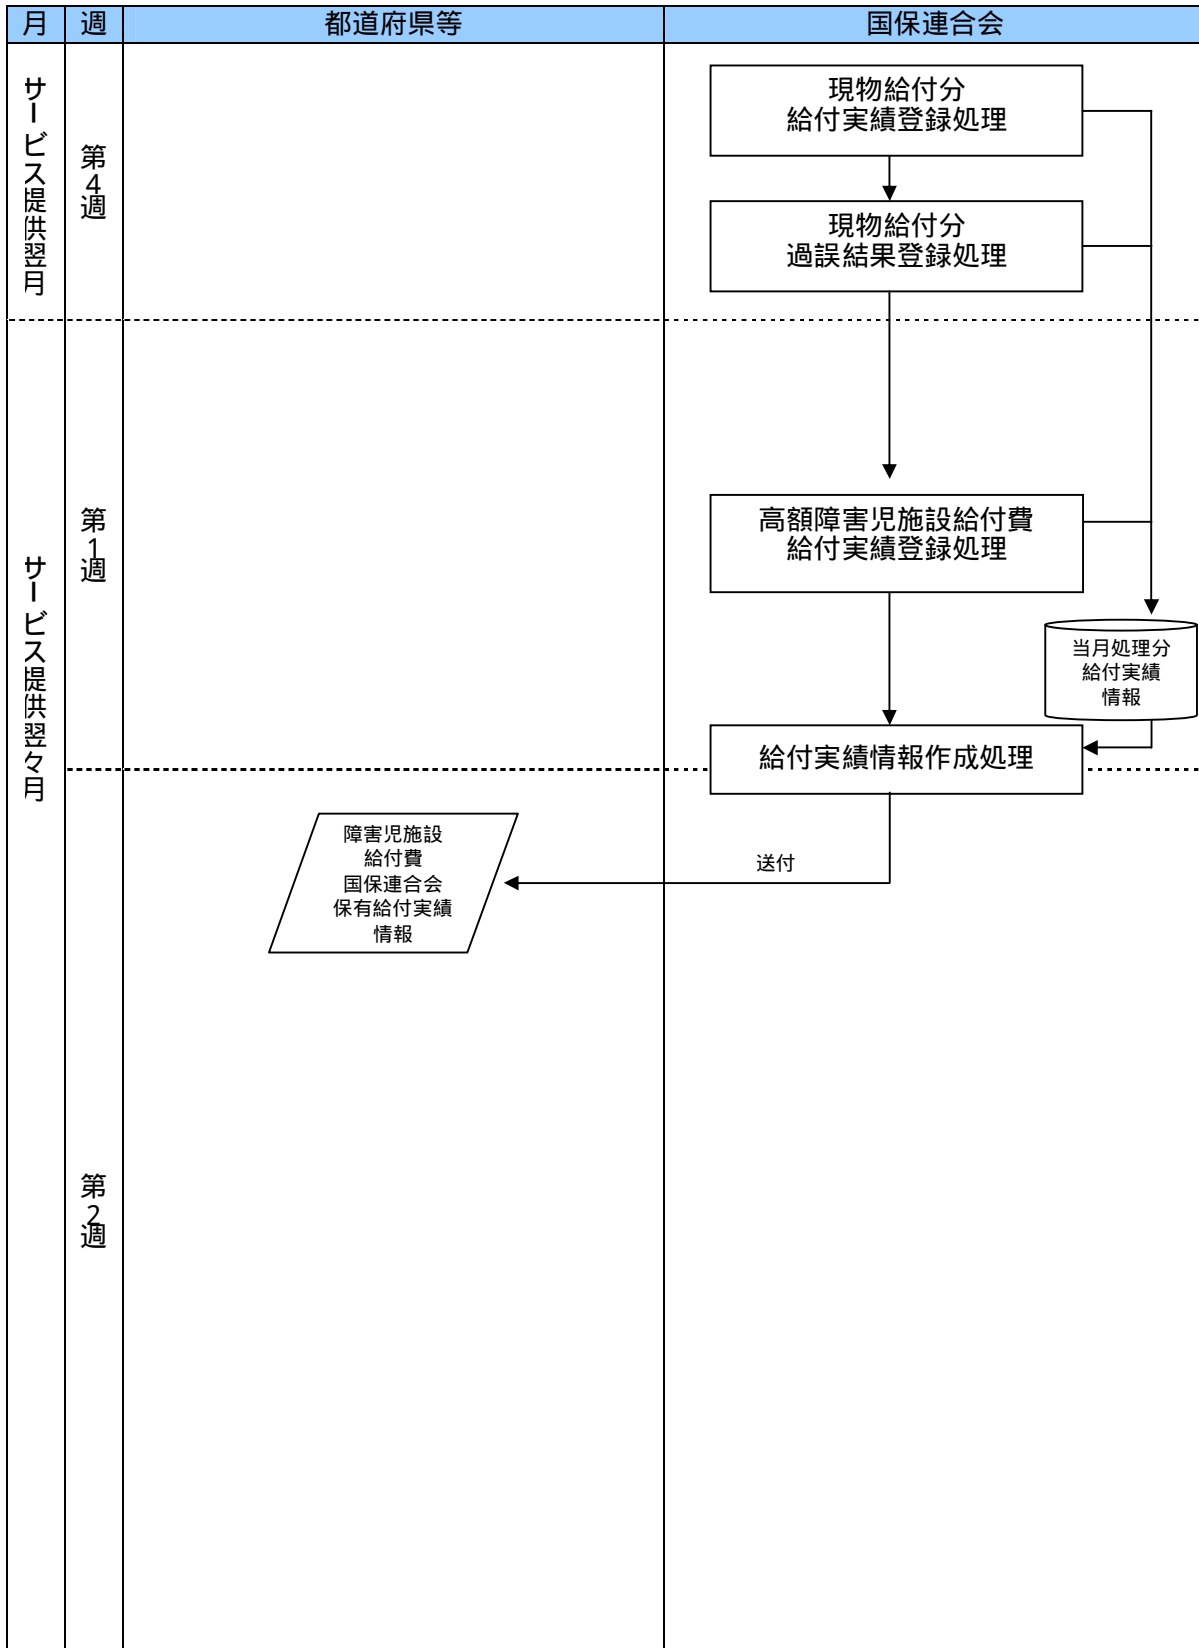 月
週
都道府県等
国保連合会
サービス提供翌月
第4週
現物給付分
給付実績登録処理
現物給付分
過誤結果登録処理
サービス提供翌々月
第1週
高額障害児施設給付費
給付実績登録処理
当月処理分
給付実績
情報
給付実績情報作成処理
第2週
障害児施設
給付費
国保連合会
保有給付実績
情報
送付